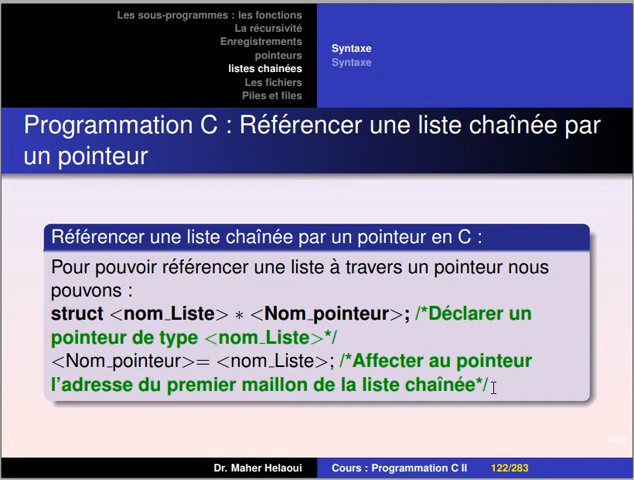 Les sous-programmes : les fonctions
La récursivité
Enregistrements
pointeurs
listes chainées
Les fichiers
Piles et files
Syntaxe
Syntaxe
Programmation C : Référencer une liste chaînée par
un pointeur
Référencer une liste chaînée par un pointeur en C :
Pour pouvoir référencer une liste à travers un pointeur nous
pouvons :
struct <nom_Liste> * <Nom_pointeur>; /*Déclarer un
pointeur de type <nom_Liste>*/
<Nom_pointeur>= <nom_Liste>; /*Affecter au pointeur
l'adresse du premier maillon de la liste chaînée*/
Dr. Maher Helaoui
Cours : Programmation C II
122/283